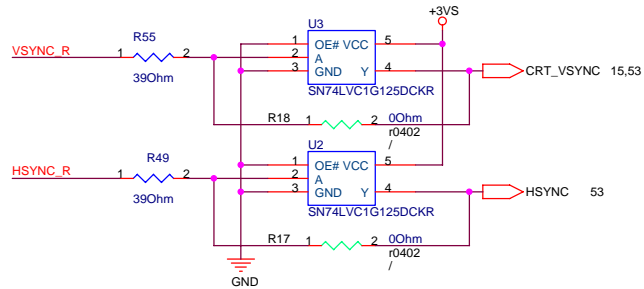 +3VS
U3
R55
VSYNC_R 1 2 1 OE# VCC 5
2 A
39Ohm 3 GND Y 4 CRT_VSYNC 15,53
SN74LVC1G125DCKR
R18 1 2 0Ohm
r0402
/
U2
R49
HSYNC_R 1 2 1 OE# VCC 5
2 A
39Ohm 3 GND Y 4 HSYNC 53
SN74LVC1G125DCKR
R17 1 2 0Ohm
r0402
/
GND